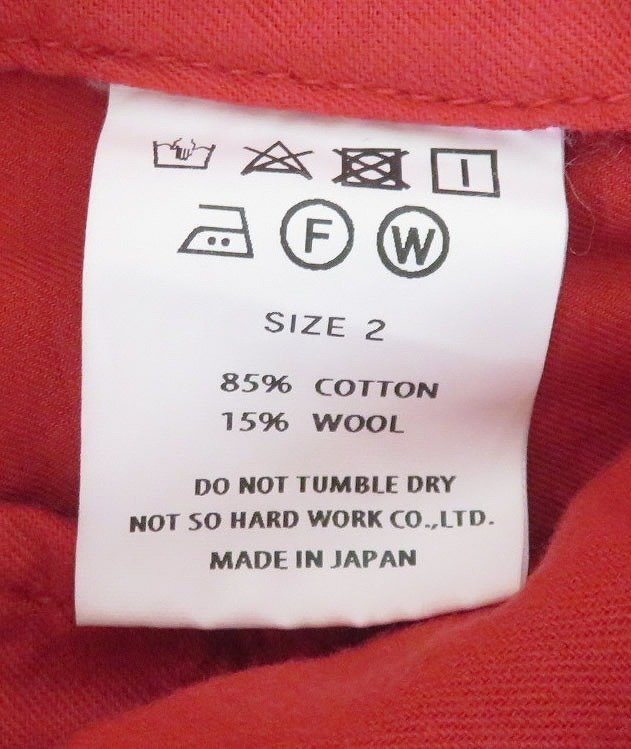 F W
SIZE 2
85% COTTON
15% WOOL
DO NOT TUMBLE DRY
NOT SO HARD WORK CO.,LTD.
MADE IN JAPAN